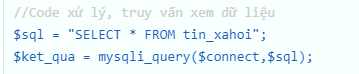 //Code xử lý, truy vấn xem dữ liệu
$sql = "SELECT * FROM tin_xahoi";
$ket_qua = mysqli_query($connect,$sql);